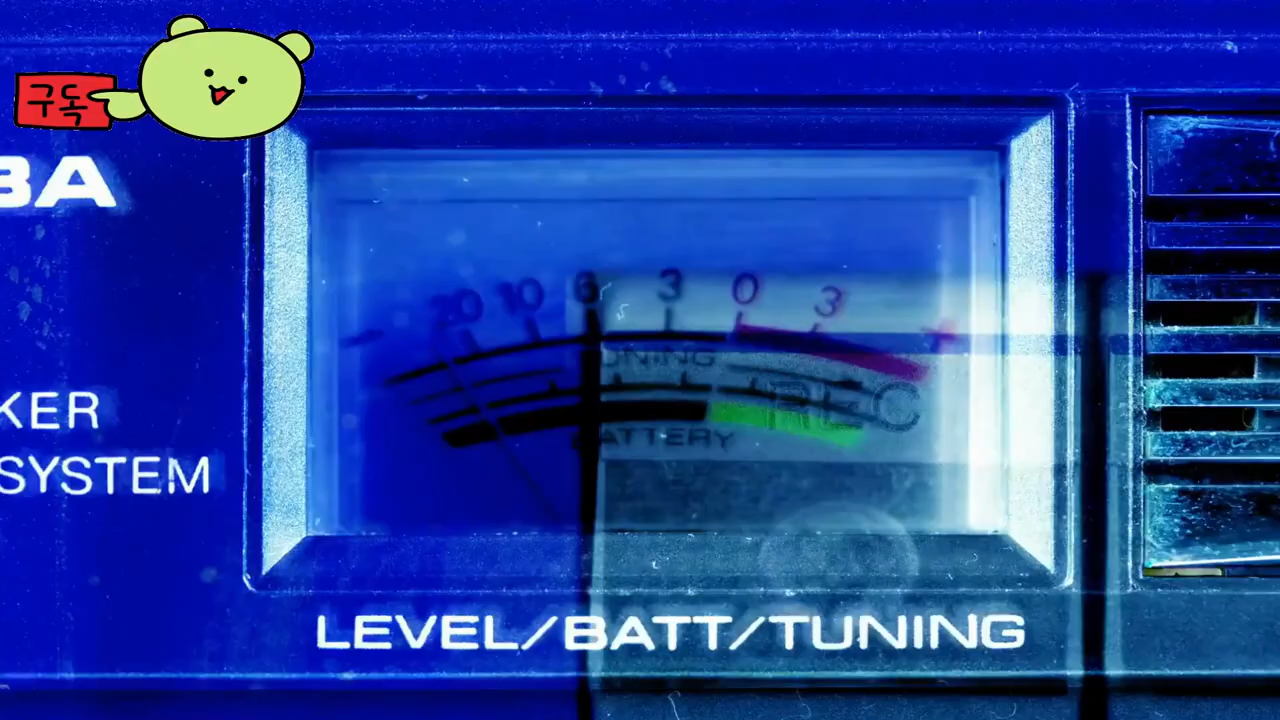 구독
BA
20 10 6 3 0 3 +
TUNING
REC
BATTERY
KER
SYSTEM
LEVEL/BATT/TUNING